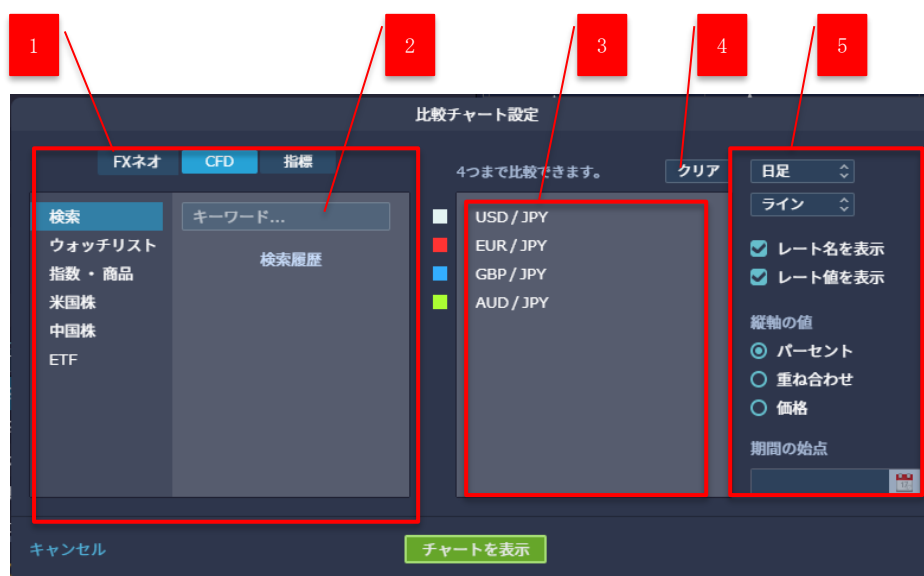 1
2
3
4
5
比較チャート設定
FXネオ CFD 指標
4つまで比較できます。 クリア 日足
検索 キーワード... USD / JPY ライン
ウォッチリスト 検索履歴 EUR / JPY レート名を表示
指数・商品 GBP / JPY レート値を表示
米国株 AUD / JPY
中国株 縦軸の値
ETF パーセント
重ね合わせ
価格
期間の始点
キャンセル チャートを表示